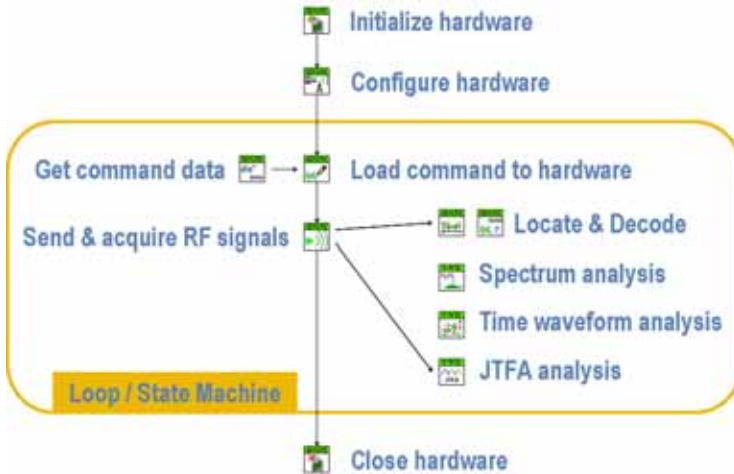 Initialize hardware
Configure hardware
Get command data
Load command to hardware
Send & acquire RF signals
Locate & Decode
Spectrum analysis
Time waveform analysis
JTFA analysis
Loop / State Machine
Close hardware